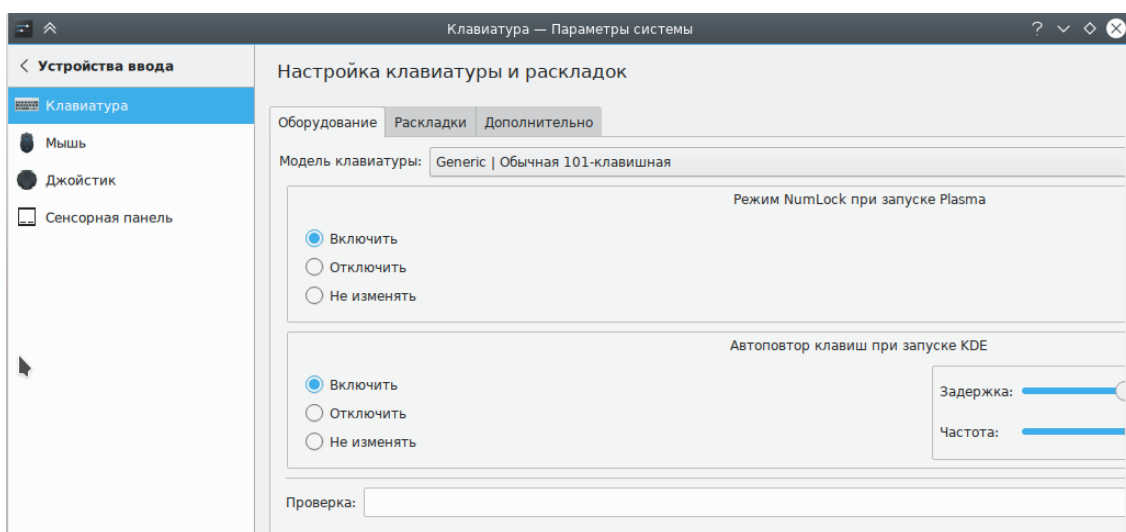 Клавиатура — Параметры системы
Устройства ввода
Клавиатура
Мышь
Джойстик
Сенсорная панель
Настройка клавиатуры и раскладок
Оборудование Раскладки Дополнительно
Модель клавиатуры: Generic | Обычная 101-клавишная
Режим NumLock при запуске Plasma
Включить
Отключить
Не изменять
Автоповтор клавиш при запуске KDE
Включить
Отключить
Не изменять
Задержка:
Частота:
Проверка: